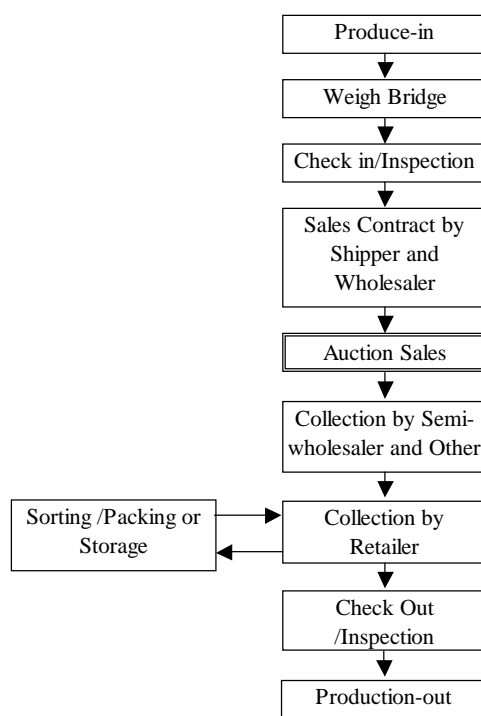 Produce-in
Weigh Bridge
Check in/Inspection
Sales Contract by
Shipper and
Wholesaler
Auction Sales
Collection by Semi-
wholesaler and Other
Sorting /Packing or
Storage
Collection by
Retailer
Check Out
/Inspection
Production-out